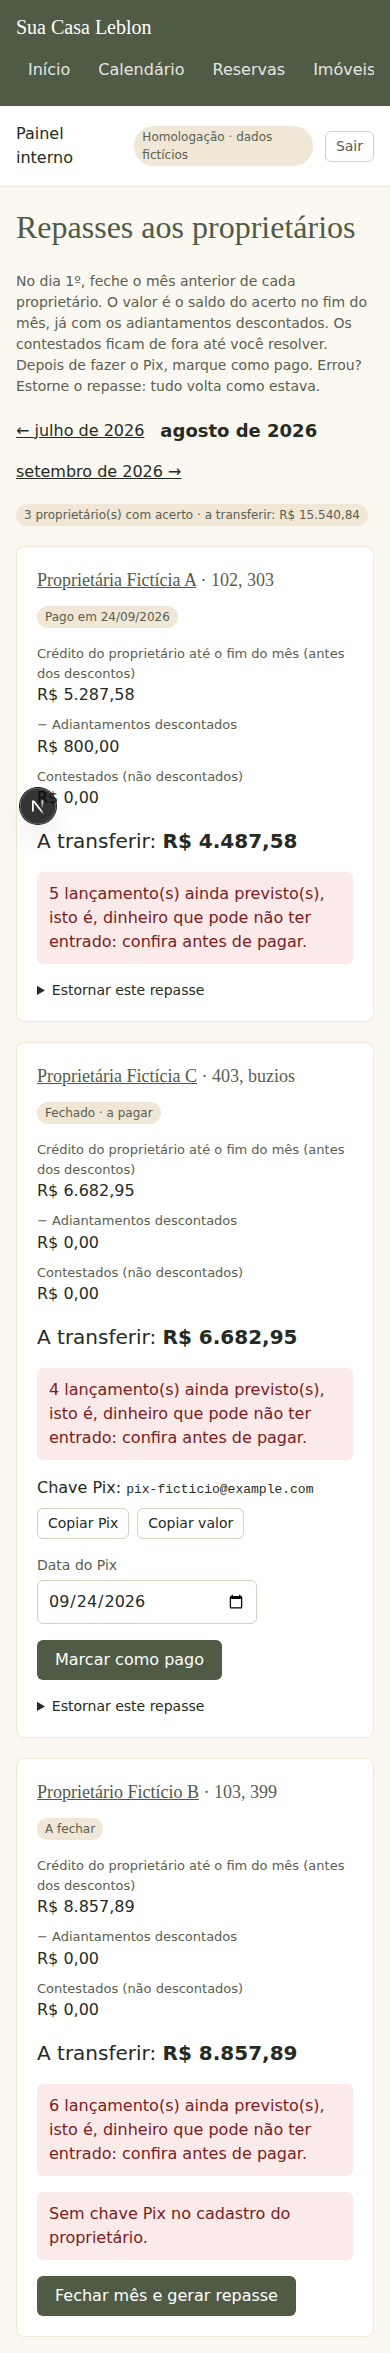 Sua Casa Leblon
Início Calendário Reservas Imóveis
Painel
interno
Homologação · dados
fictícios
Sair
Repasses aos proprietários
No dia 1º, feche o mês anterior de cada
proprietário. O valor é o saldo do acerto no fim do
mês, já com os adiantamentos descontados. Os
contestados ficam de fora até você resolver.
Depois de fazer o Pix, marque como pago. Errou?
Estorne o repasse: tudo volta como estava.
← julho de 2026 agosto de 2026
setembro de 2026 →
3 proprietário(s) com acerto · a transferir: R$ 15.540,84
Proprietária Fictícia A · 102, 303
Pago em 24/09/2026
Crédito do proprietário até o fim do mês (antes
dos descontos)
R$ 5.287,58
− Adiantamentos descontados
R$ 800,00
Contestados (não descontados)
R$ 0,00
A transferir: R$ 4.487,58
5 lançamento(s) ainda previsto(s),
isto é, dinheiro que pode não ter
entrado: confira antes de pagar.
▶ Estornar este repasse
Proprietária Fictícia C · 403, buzios
Fechado · a pagar
Crédito do proprietário até o fim do mês (antes
dos descontos)
R$ 6.682,95
− Adiantamentos descontados
R$ 0,00
Contestados (não descontados)
R$ 0,00
A transferir: R$ 6.682,95
4 lançamento(s) ainda previsto(s),
isto é, dinheiro que pode não ter
entrado: confira antes de pagar.
Chave Pix: pix-ficticio@example.com
Copiar Pix Copiar valor
Data do Pix
09/24/2026
Marcar como pago
▶ Estornar este repasse
Proprietário Fictício B · 103, 399
A fechar
Crédito do proprietário até o fim do mês (antes
dos descontos)
R$ 8.857,89
− Adiantamentos descontados
R$ 0,00
Contestados (não descontados)
R$ 0,00
A transferir: R$ 8.857,89
6 lançamento(s) ainda previsto(s),
isto é, dinheiro que pode não ter
entrado: confira antes de pagar.
Sem chave Pix no cadastro do
proprietário.
Fechar mês e gerar repasse